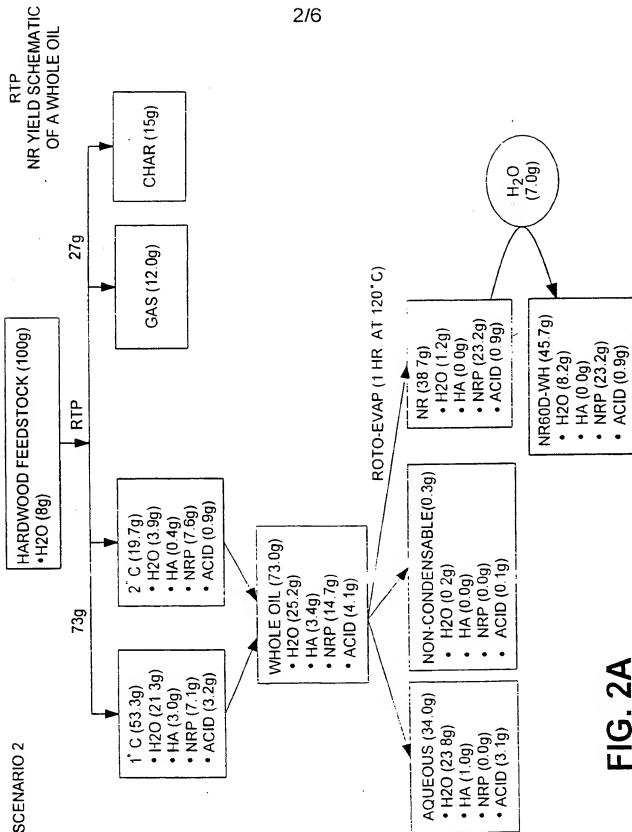 2/6
SCENARIO 2
RTP
NR YIELD SCHEMATIC
OF A WHOLE OIL
HARDWOOD FEEDSTOCK (100g)
•H2O (8g)
RTP
73g
27g
1° C (53.3g)
• H2O (21.3g)
• HA (3.0g)
• NRP (7.1g)
• ACID (3.2g)
2° C (19.7g)
• H2O (3.9g)
• HA (0.4g)
• NRP (7.6g)
• ACID (0.9g)
GAS (12.0g)
CHAR (15g)
WHOLE OIL (73.0g)
• H2O (25.2g)
• HA (3.4g)
• NRP (14.7g)
• ACID (4.1g)
ROTO-EVAP (1 HR AT 120°C)
AQUEOUS (34.0g)
• H2O (23.8g)
• HA (1.0g)
• NRP (0.0g)
• ACID (3.1g)
NON-CONDENSABLE(0.3g)
• H2O (0.2g)
• HA (0.0g)
• NRP (0.0g)
• ACID (0.1g)
NR (38.7g)
• H2O (1.2g)
• HA (0.0g)
• NRP (23.2g)
• ACID (0.9g)
H2O
(7.0g)
NR60D-WH (45.7g)
• H2O (8.2g)
• HA (0.0g)
• NRP (23.2g)
• ACID (0.9g)
FIG. 2A